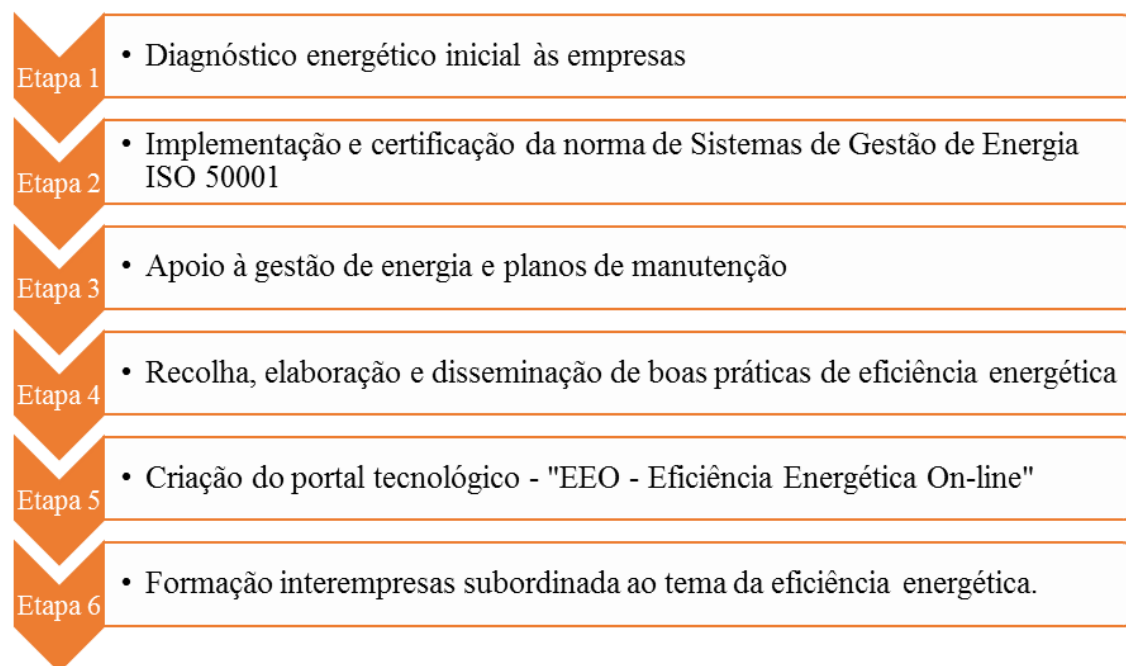 Etapa 1
• Diagnóstico energético inicial às empresas
Etapa 2
• Implementação e certificação da norma de Sistemas de Gestão de Energia
ISO 50001
Etapa 3
• Apoio à gestão de energia e planos de manutenção
Etapa 4
• Recolha, elaboração e disseminação de boas práticas de eficiência energética
Etapa 5
• Criação do portal tecnológico - "EEO - Eficiência Energética On-line"
Etapa 6
• Formação interempresas subordinada ao tema da eficiência energética.